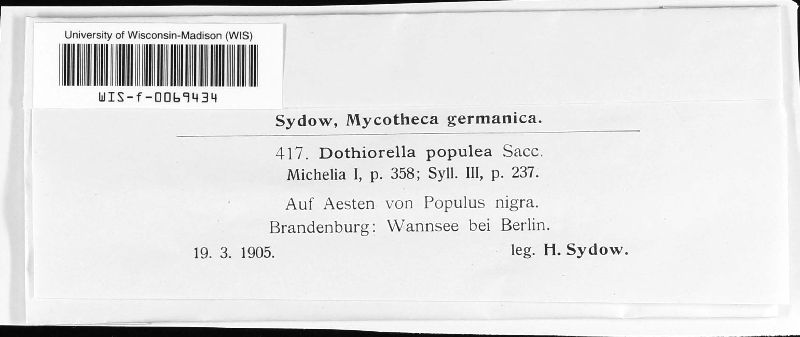 University of Wisconsin-Madison (WIS)
WIS-f-0069434
Sydow, Mycotheca germanica.
417. Dothiorella populea Sacc.
Michelia I, p. 358; Syll. III, p. 237.
Auf Aesten von Populus nigra.
Brandenburg: Wannsee bei Berlin.
19. 3. 1905. leg. H. Sydow.